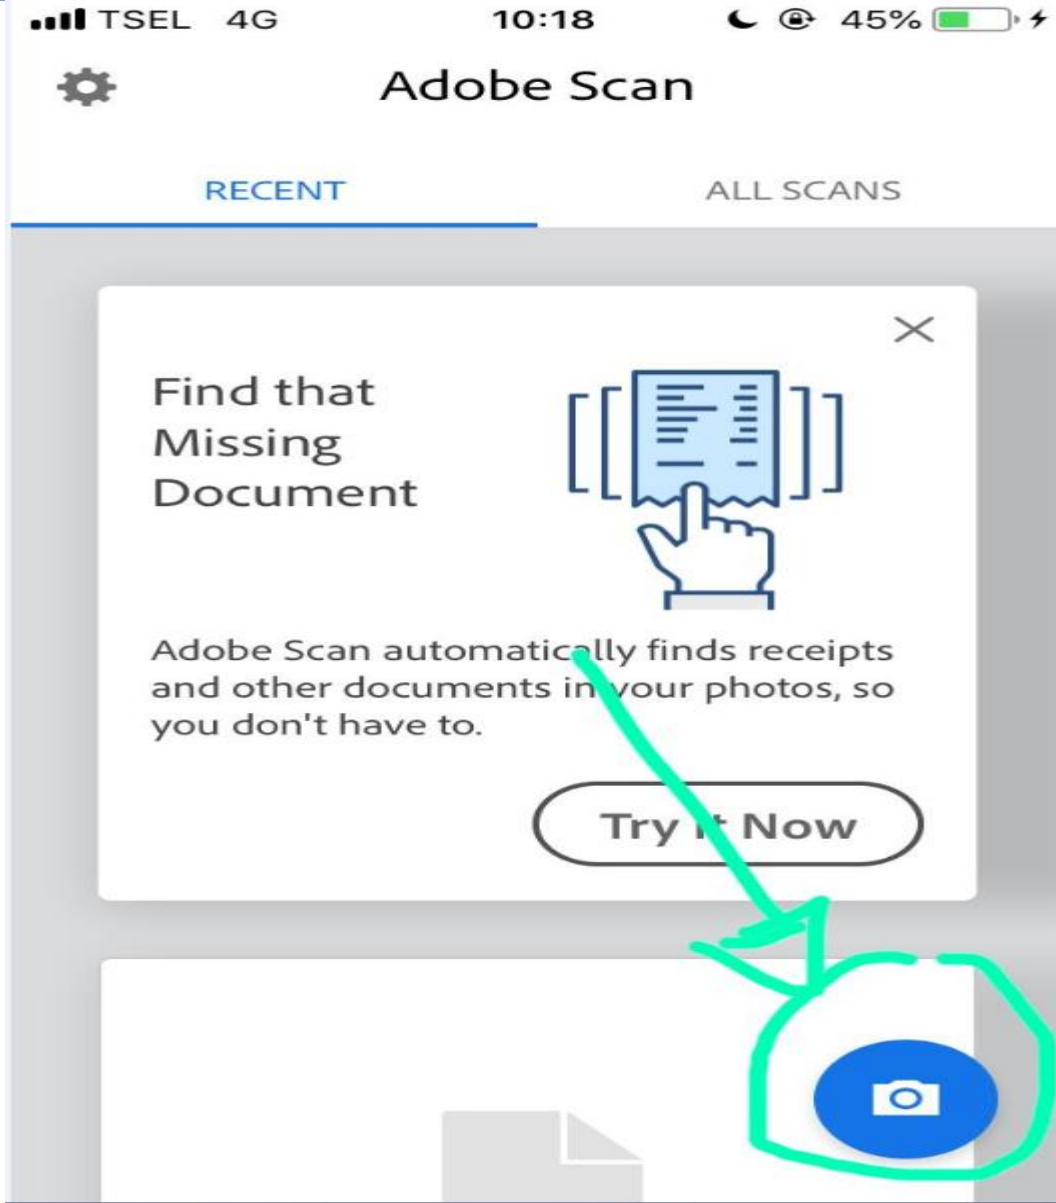 TSEL 4G 10:18 45%
Adobe Scan
RECENT ALL SCANS
Find that
Missing
Document
Adobe Scan automatically finds receipts
and other documents in your photos, so
you don't have to.
Try it Now